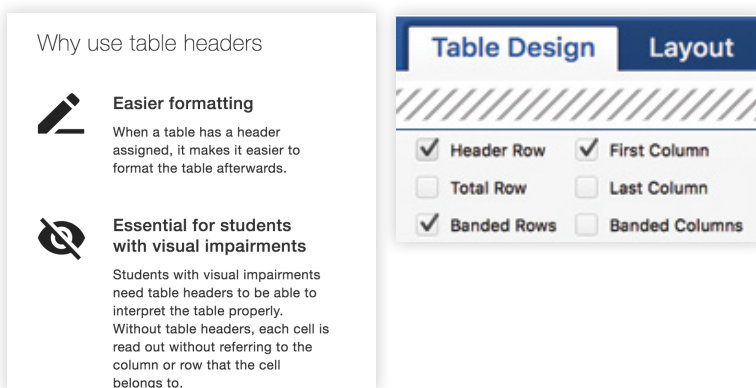 Why use table headers
Easier formatting
When a table has a header
assigned, it makes it easier to
format the table afterwards.
Essential for students
with visual impairments
Students with visual impairments
need table headers to be able to
interpret the table properly.
Without table headers, each cell is
read out without referring to the
column or row that the cell
belongs to.
Table Design Layout
Header Row First Column
Total Row Last Column
Banded Rows Banded Columns